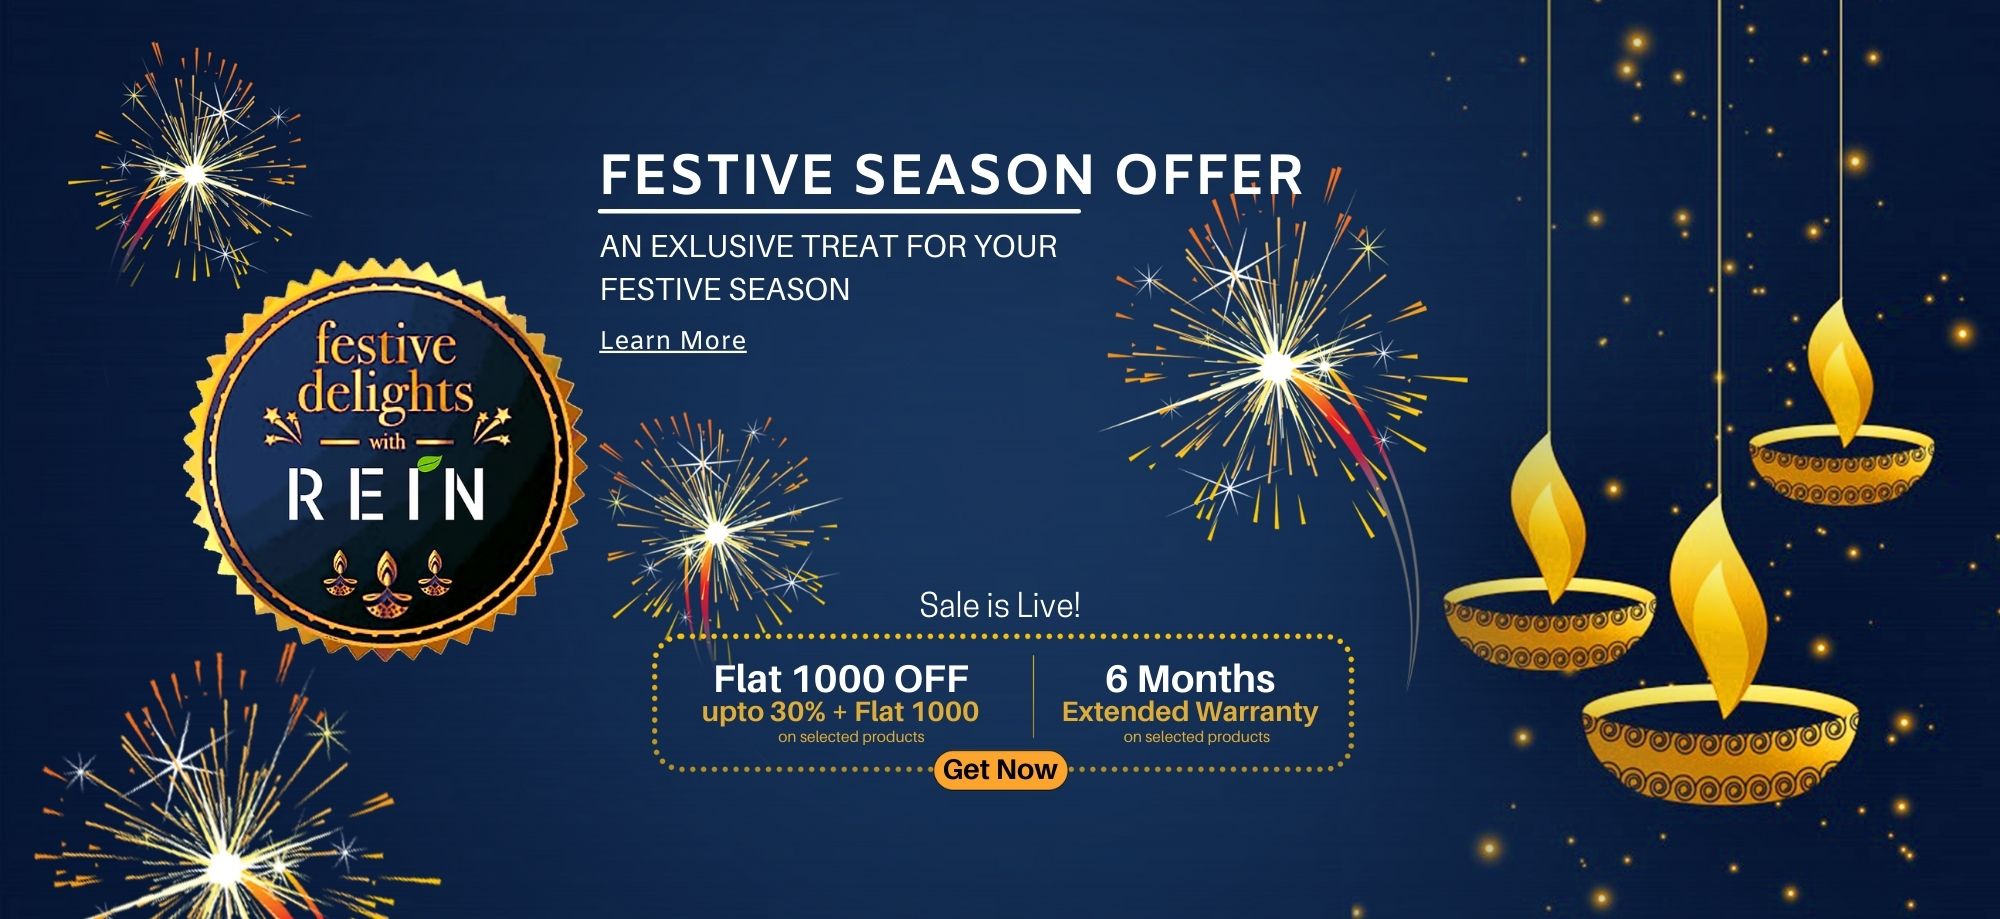 FESTIVE SEASON OFFER
AN EXLUSIVE TREAT FOR YOUR
FESTIVE SEASON
Learn More
festive
delights
with
REIN
Sale is Live!
Flat 1000 OFF
upto 30% + Flat 1000
on selected products
6 Months
Extended Warranty
on selected products
Get Now